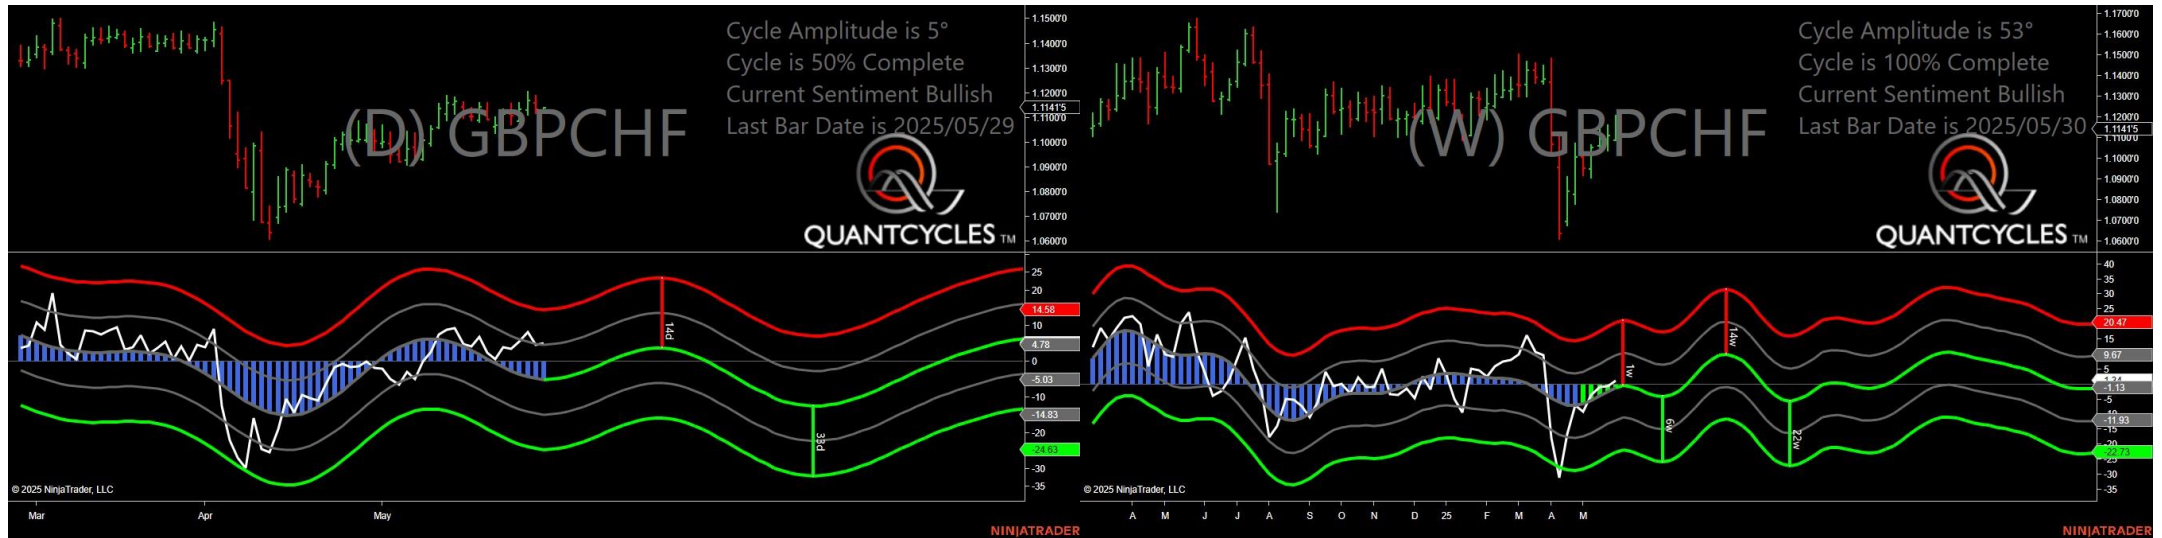 Cycle Amplitude is 5°
Cycle is 50% Complete
Current Sentiment Bullish
Last Bar Date is 2025/05/29
(D) GBPCHF
QUANTCYCLES TM
1.1500'0
1.1400'0
1.1300'0
1.1200'0
1.1141'5
1.1100'0
1.1000'0
1.0900'0
1.0800'0
1.0700'0
1.0600'0
25
20
14.58
10
4.78
0
-5.03
-10
-14.83
-20
-24.63
-30
-35
14d
33d
© 2025 NinjaTrader, LLC
Mar Apr May
NINJATRADER
Cycle Amplitude is 53°
Cycle is 100% Complete
Current Sentiment Bullish
Last Bar Date is 2025/05/30
(W) GBPCHF
QUANTCYCLES TM
1.1700'0
1.1600'0
1.1500'0
1.1400'0
1.1300'0
1.1200'0
1.1141'5
1.1100'0
1.1000'0
1.0900'0
1.0800'0
1.0700'0
1.0600'0
40
35
30
20.47
15
9.67
5
-1.13
-5
-11.93
-15
-20
-22.73
-30
-35
1w
14w
6w
22w
© 2025 NinjaTrader, LLC
A M J J A S O N D 25 F M A M
NINJATRADER